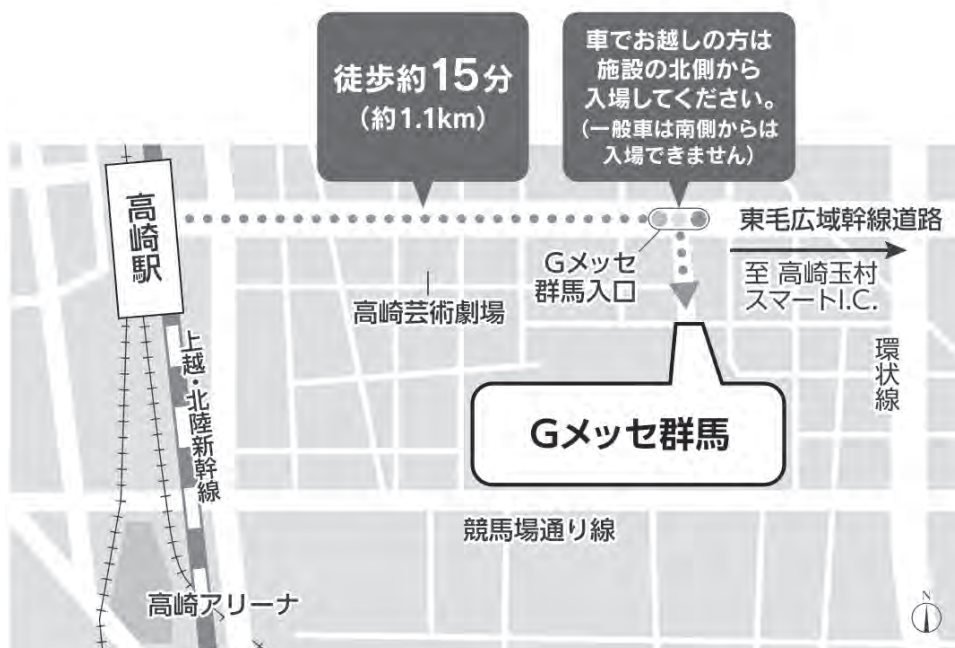 徒歩約15分
(約1.1km)
車でお越しの方は
施設の北側から
入場してください。
(一般車は南側からは
入場できません)
高崎駅
東毛広域幹線道路
Gメッセ
群馬入口
至 高崎玉村
スマートI.C.
高崎芸術劇場
環状線
上越・北陸新幹線
Gメッセ群馬
競馬場通り線
高崎アリーナ
N